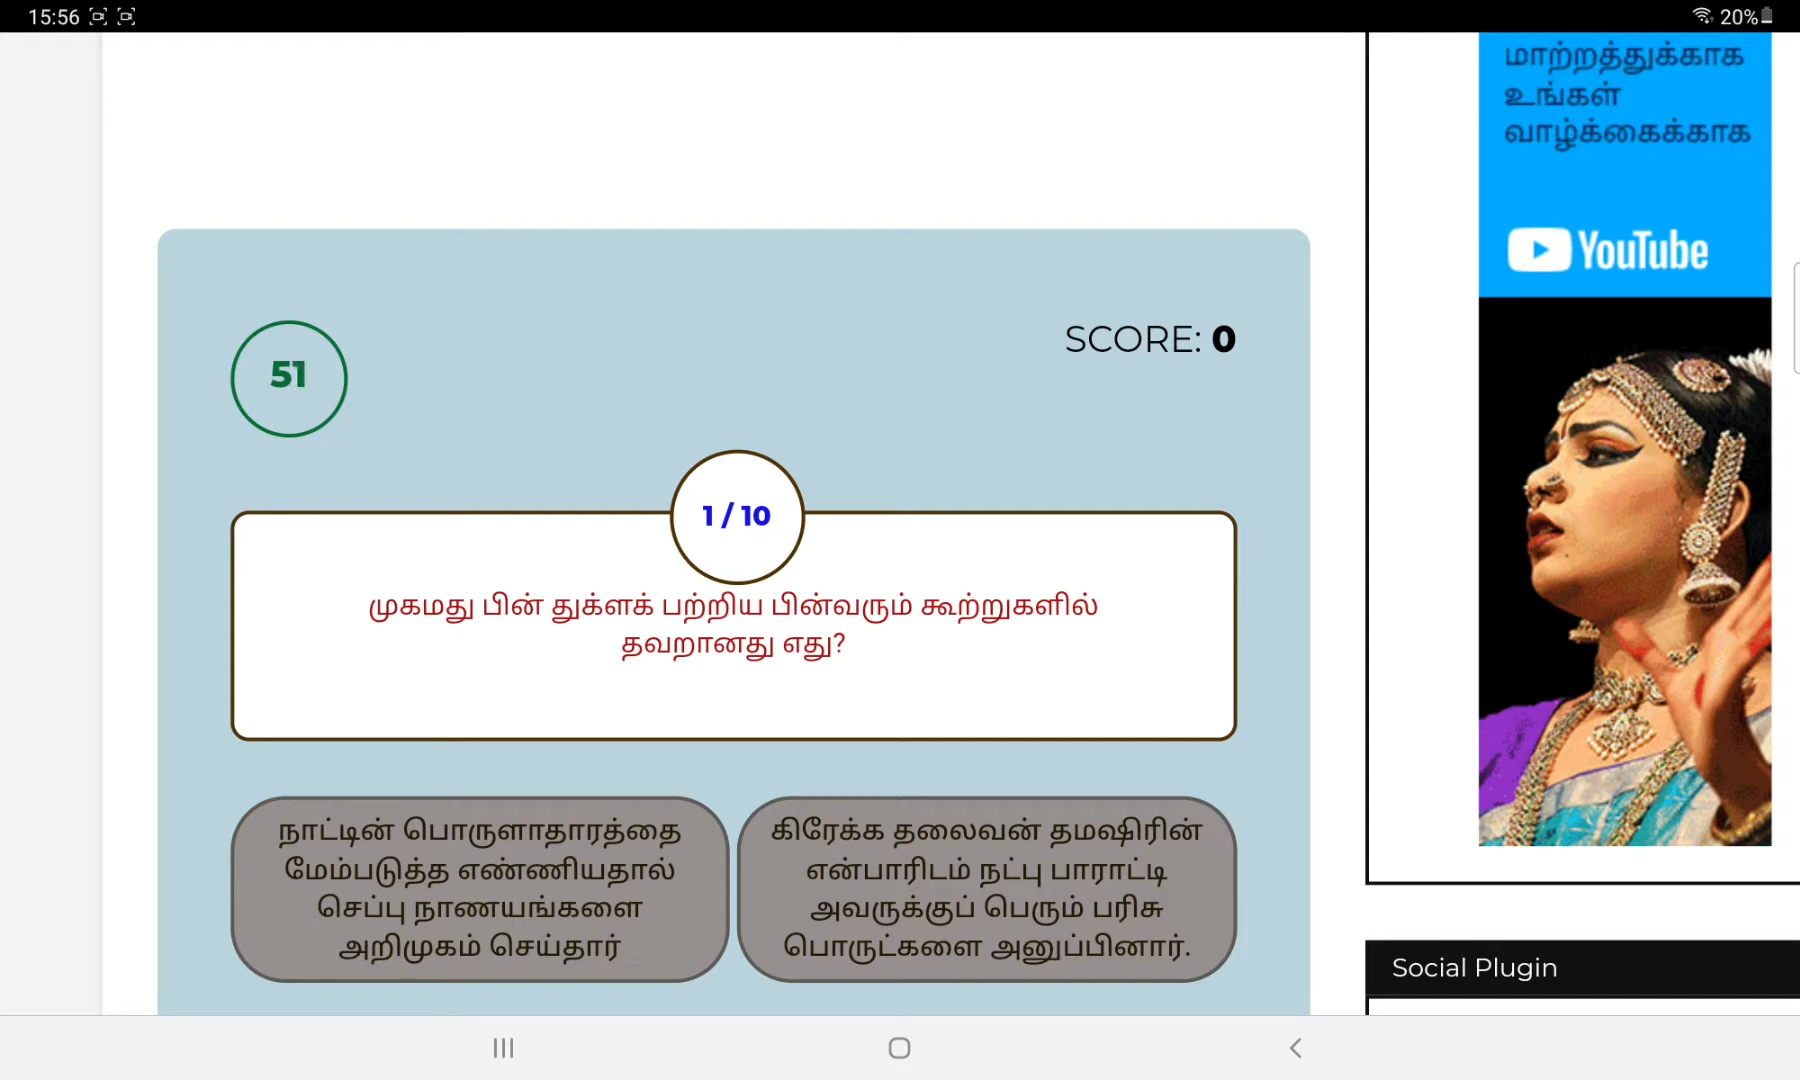 15:56
20%
மாற்றத்துக்காக
உங்கள்
வாழ்க்கைக்காக
YouTube
51
SCORE: 0
1 / 10
முகமது பின் துக்ளக் பற்றிய பின்வரும் கூற்றுகளில்
தவறானது எது?
நாட்டின் பொருளாதாரத்தை
மேம்படுத்த எண்ணியதால்
செப்பு நாணயங்களை
அறிமுகம் செய்தார்
கிரேக்க தலைவன் தமஷிரின்
என்பாரிடம் நட்பு பாராட்டி
அவருக்குப் பெரும் பரிசு
பொருட்களை அனுப்பினார்.
Social Plugin